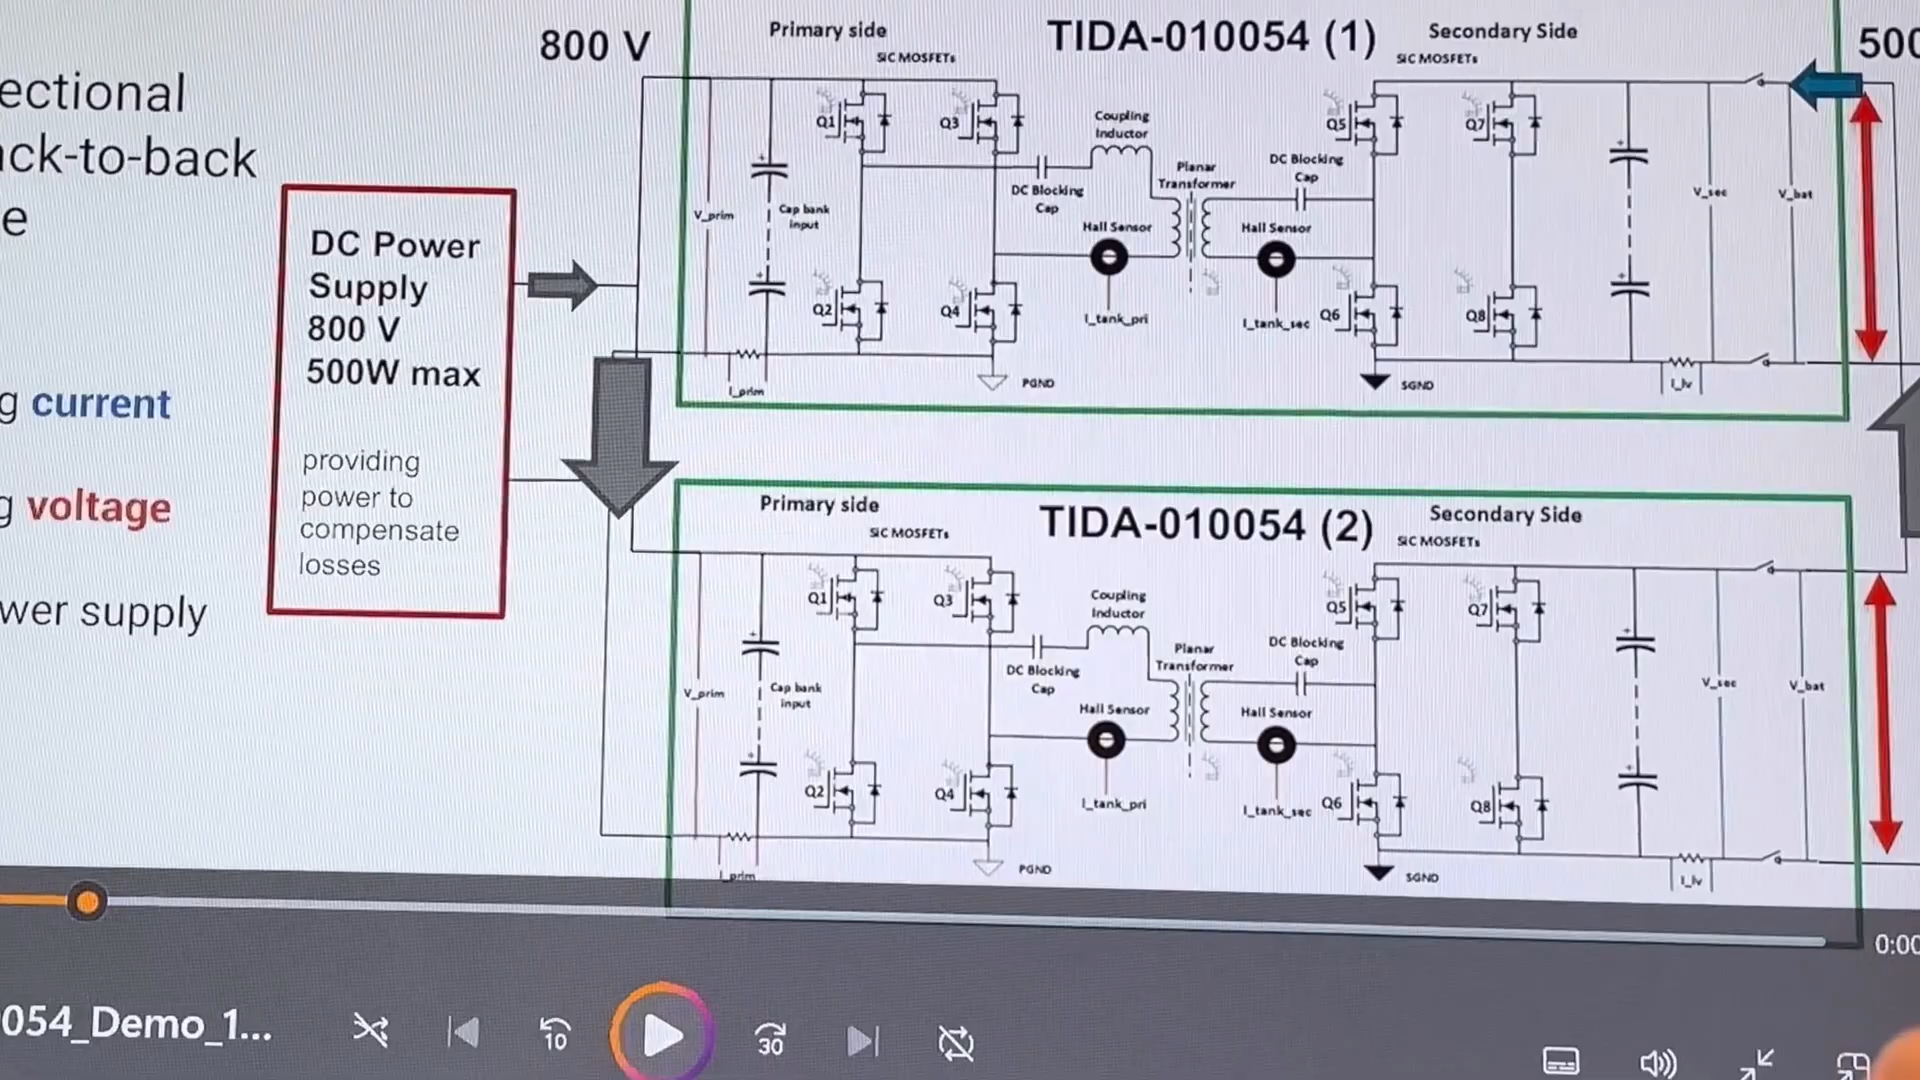 ectional
ack-to-back
e
g current
g voltage
wer supply
800 V
DC Power
Supply
800 V
500W max
providing
power to
compensate
losses
Primary side
SiC MOSFETs
TIDA-010054 (1)
Secondary Side
SiC MOSFETs
500
Q1
Q3
Coupling
Inductor
Q5
Q7
DC Blocking
Cap
Planar
Transformer
DC Blocking
Cap
V_prim
Cap bank
input
Hall Sensor
Hall Sensor
V_sec
V_bat
Q2
Q4
I_tank_pri
I_tank_sec
Q6
Q8
I_prim
PGND
SGND
I_lv
Primary side
SiC MOSFETs
TIDA-010054 (2)
Secondary Side
SiC MOSFETs
Q1
Q3
Coupling
Inductor
Q5
Q7
DC Blocking
Cap
Planar
Transformer
DC Blocking
Cap
V_prim
Cap bank
input
Hall Sensor
Hall Sensor
V_sec
V_bat
Q2
Q4
I_tank_pri
I_tank_sec
Q6
Q8
I_prim
PGND
SGND
I_lv
0:00
054_Demo_1...
10
30